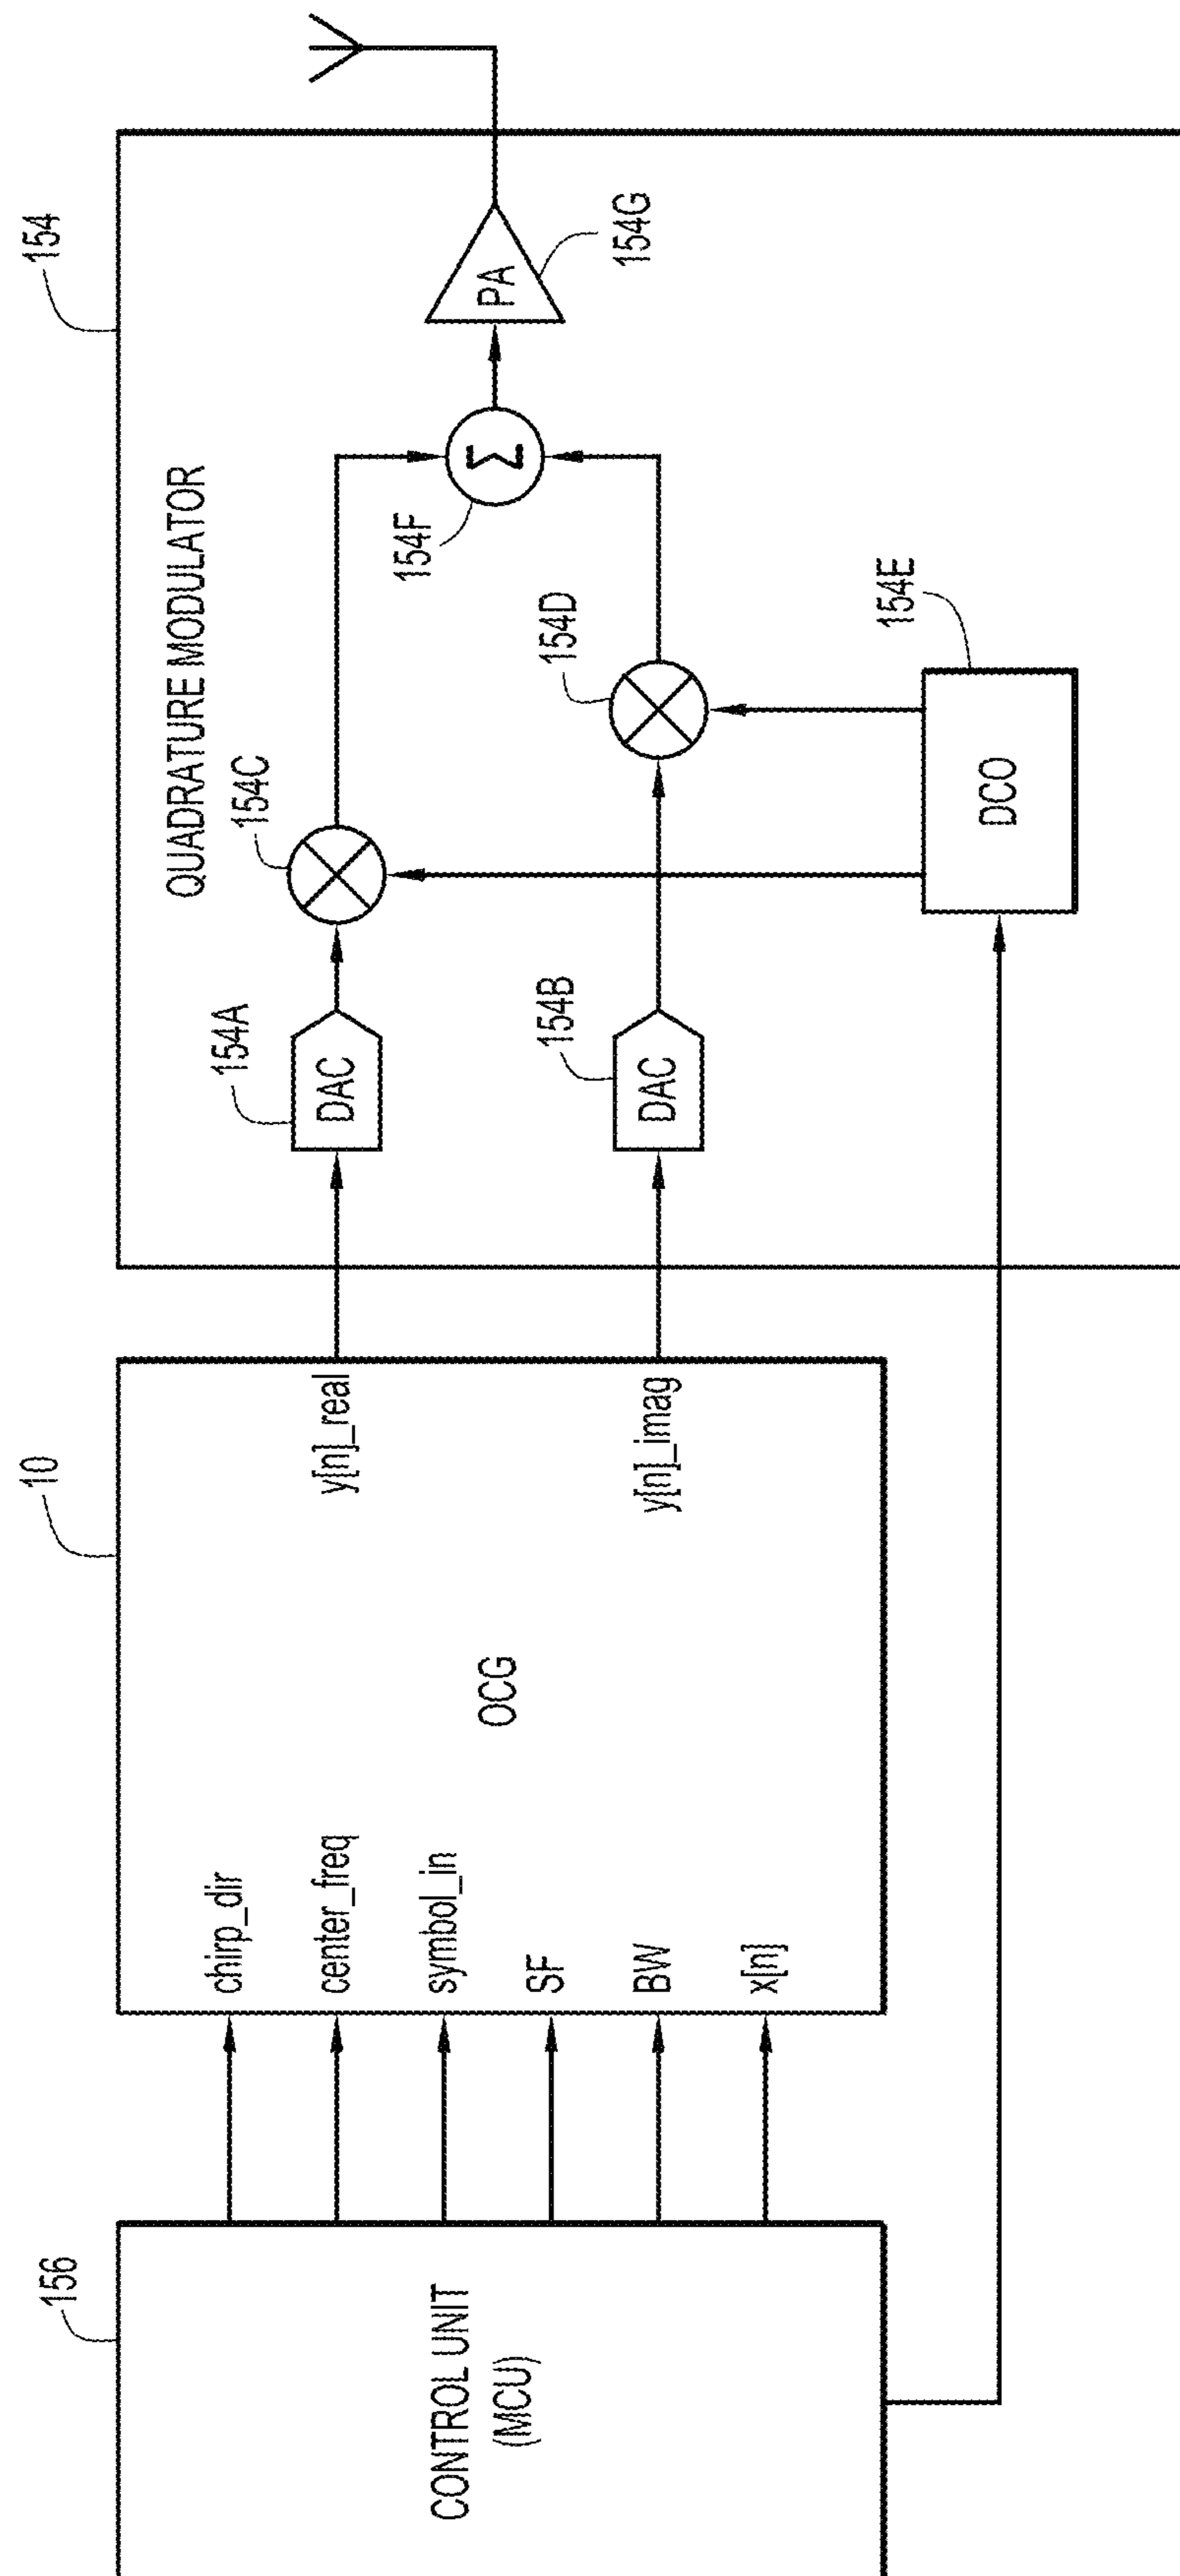 156
CONTROL UNIT
(MCU)
10
chirp_dir
center_freq
symbol_in
SF
BW
x[n]
OCG
y[n]_real
y[n]_imag
154
QUADRATURE MODULATOR
154A
DAC
154B
DAC
154C
154D
154E
DCO
154F
Σ
PA
154G